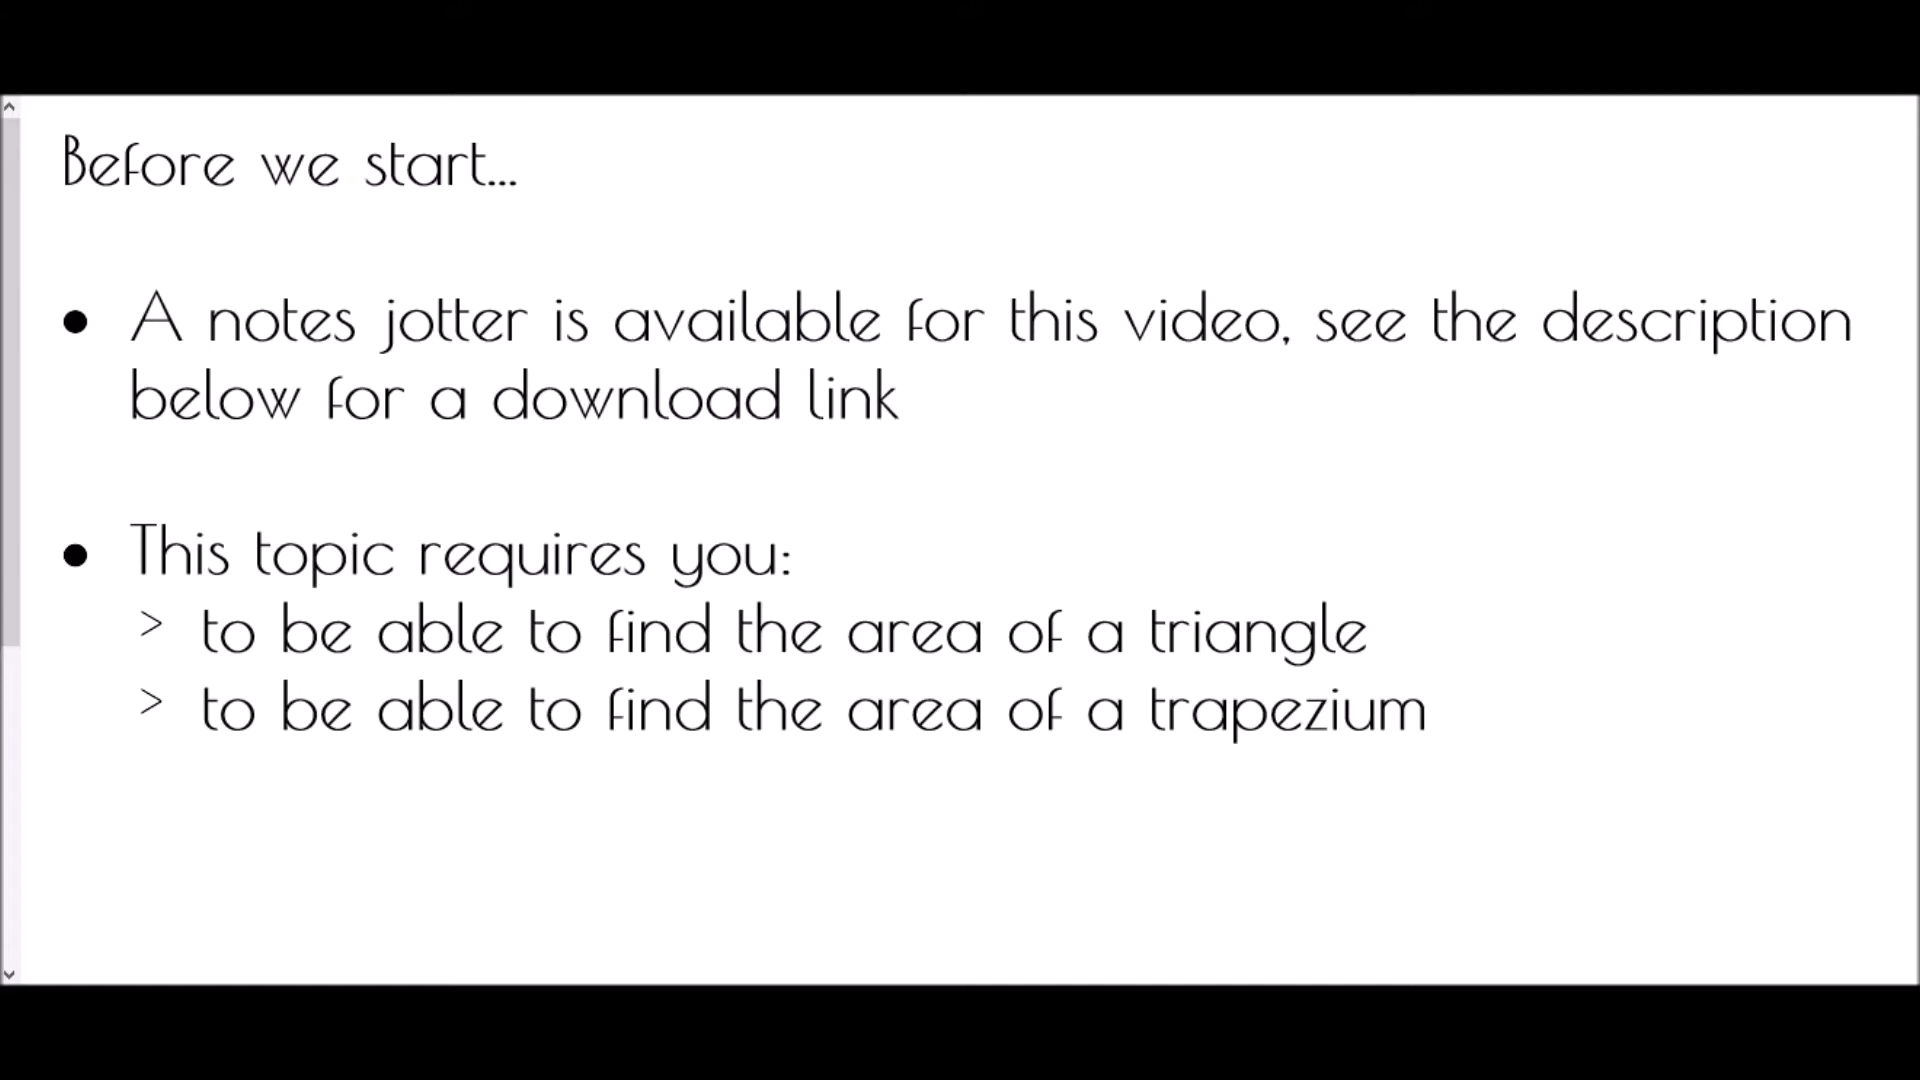 Before we start...
• A notes jotter is available for this video, see the description
below for a download link
• This topic requires you:
> to be able to find the area of a triangle
> to be able to find the area of a trapezium